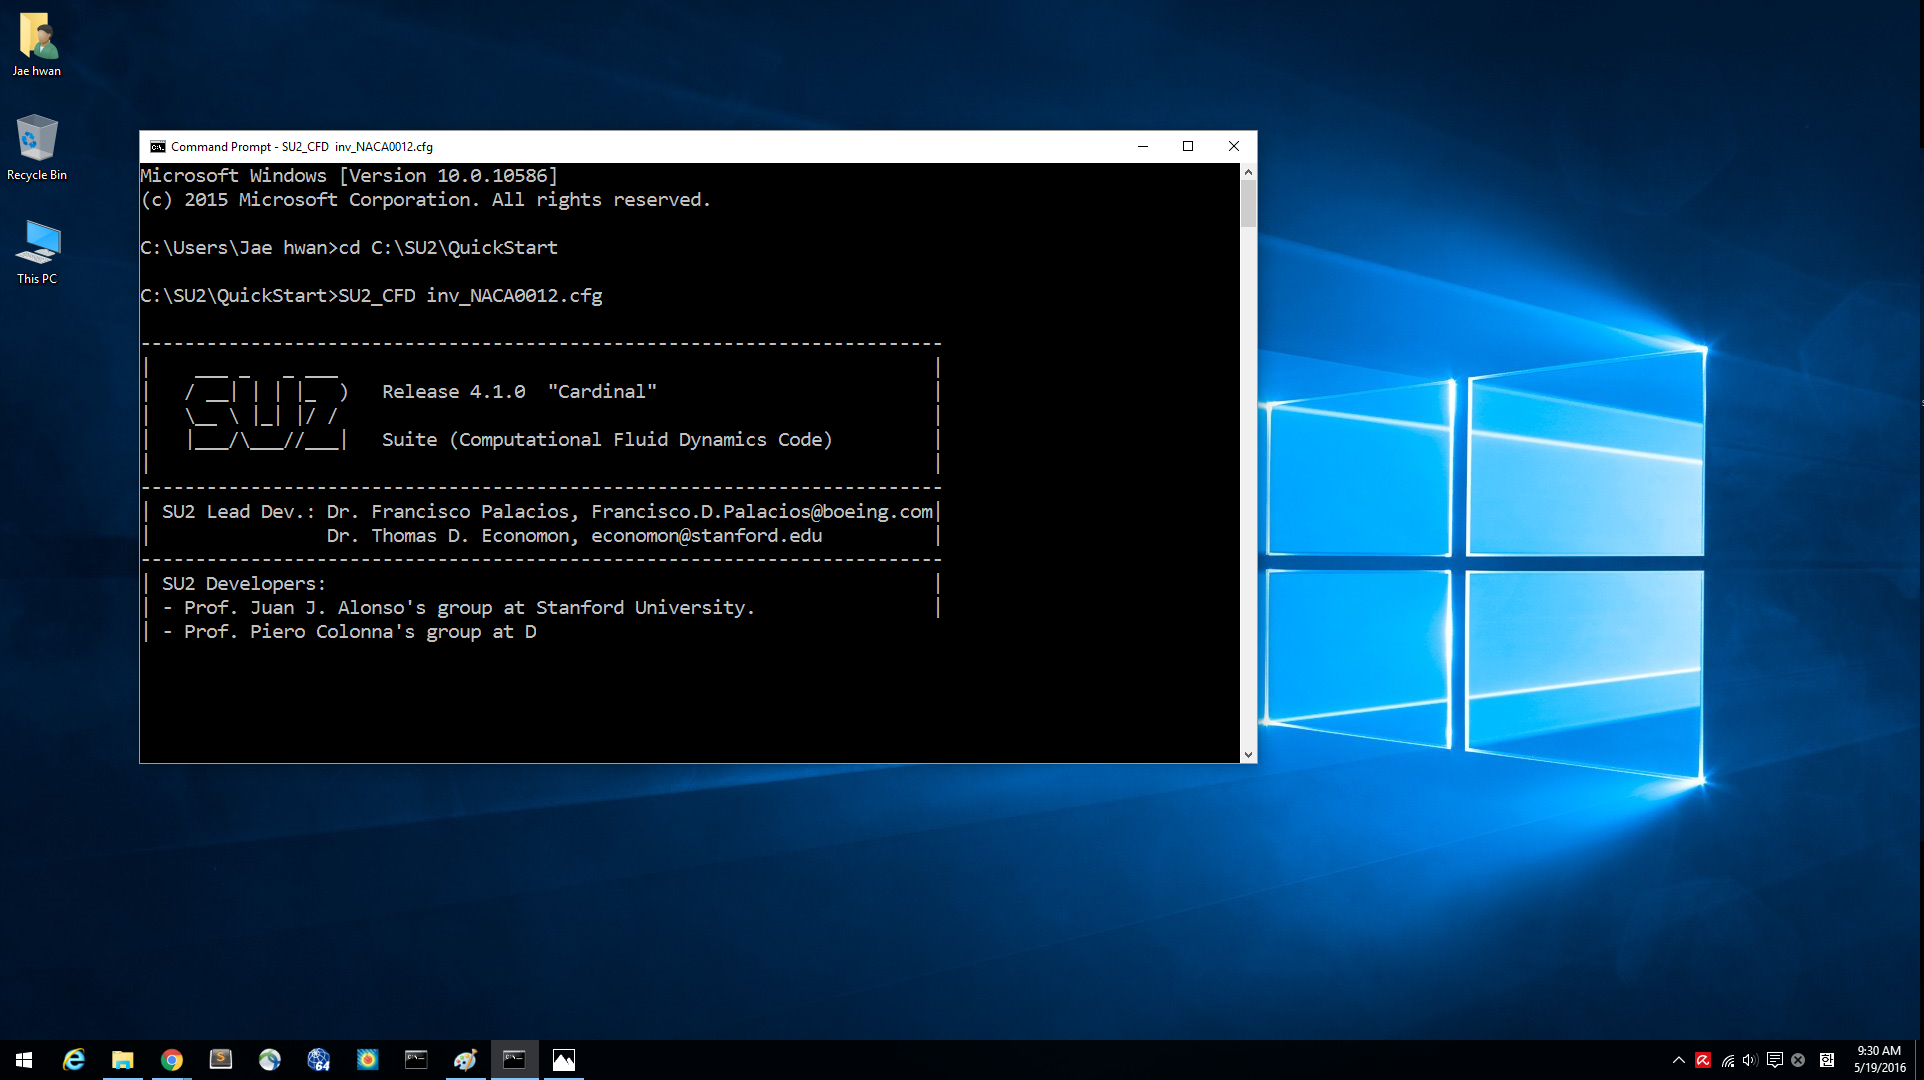 Jae hwan
Recycle Bin
This PC
Command Prompt - SU2_CFD  inv_NACA0012.cfg
Microsoft Windows [Version 10.0.10586]
(c) 2015 Microsoft Corporation. All rights reserved.
C:\Users\Jae hwan>cd C:\SU2\QuickStart
C:\SU2\QuickStart>SU2_CFD inv_NACA0012.cfg
Release 4.1.0  "Cardinal"
Suite (Computational Fluid Dynamics Code)
SU2 Lead Dev.: Dr. Francisco Palacios, Francisco.D.Palacios@boeing.com
Dr. Thomas D. Economon, economon@stanford.edu
SU2 Developers:
- Prof. Juan J. Alonso's group at Stanford University.
- Prof. Piero Colonna's group at D
64
한
9:30 AM
5/19/2016